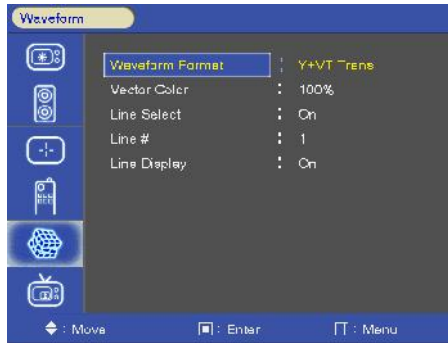 Waveform
Waveform Format : Y+VT Trans
Vector Color : 100%
Line Select : On
Line # : 1
Line Display : On
: Move : Enter : Menu